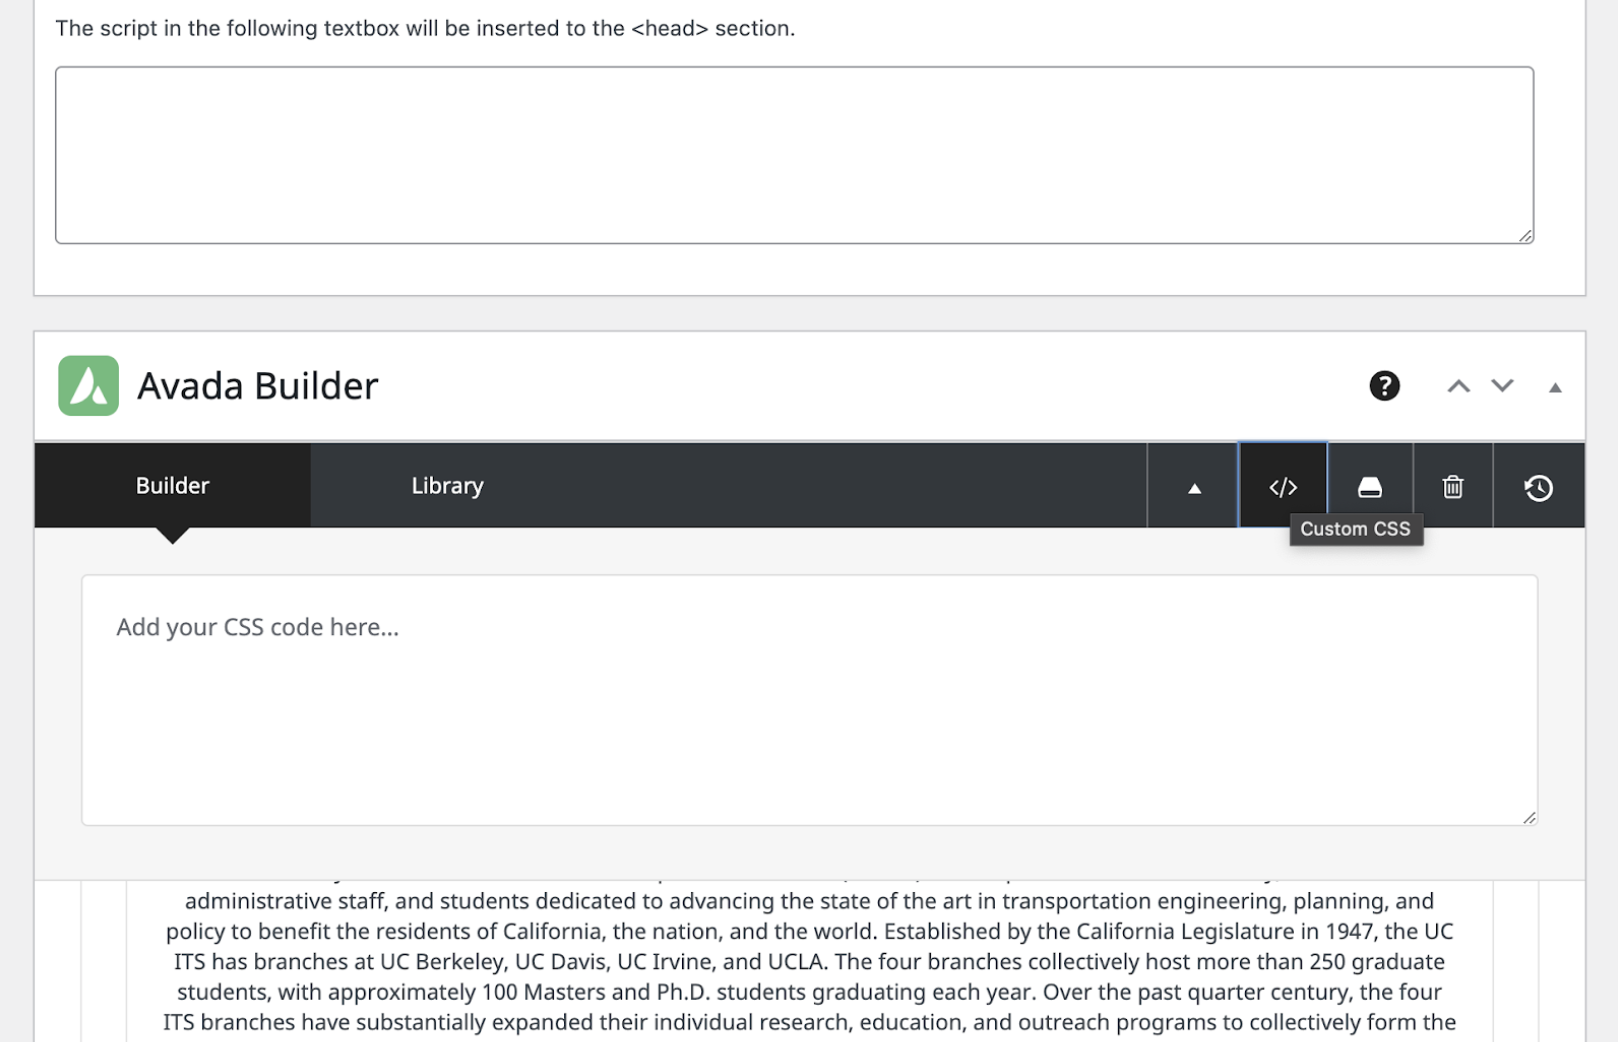 The script in the following textbox will be inserted to the <head> section.
Avada Builder
Builder
Library
Custom CSS
Add your CSS code here...
administrative staff, and students dedicated to advancing the state of the art in transportation engineering, planning, and
policy to benefit the residents of California, the nation, and the world. Established by the California Legislature in 1947, the UC
ITS has branches at UC Berkeley, UC Davis, UC Irvine, and UCLA. The four branches collectively host more than 250 graduate
students, with approximately 100 Masters and Ph.D. students graduating each year. Over the past quarter century, the four
ITS branches have substantially expanded their individual research, education, and outreach programs to collectively form the